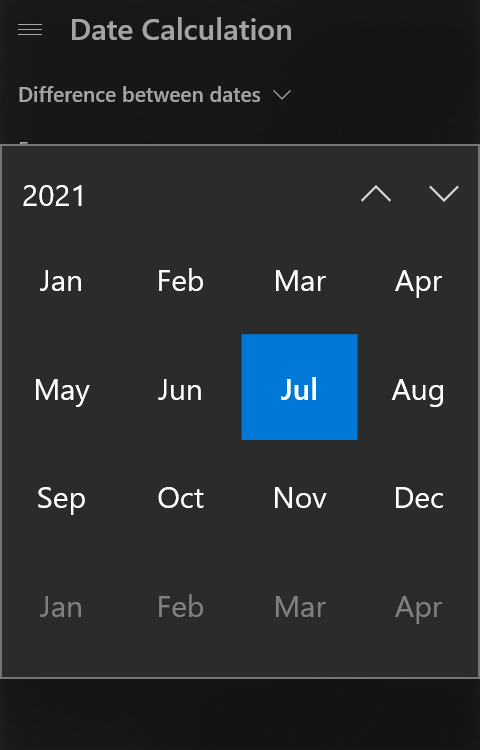 Date Calculation
Difference between dates
2021
Jan Feb Mar Apr
May Jun Jul Aug
Sep Oct Nov Dec
Jan Feb Mar Apr